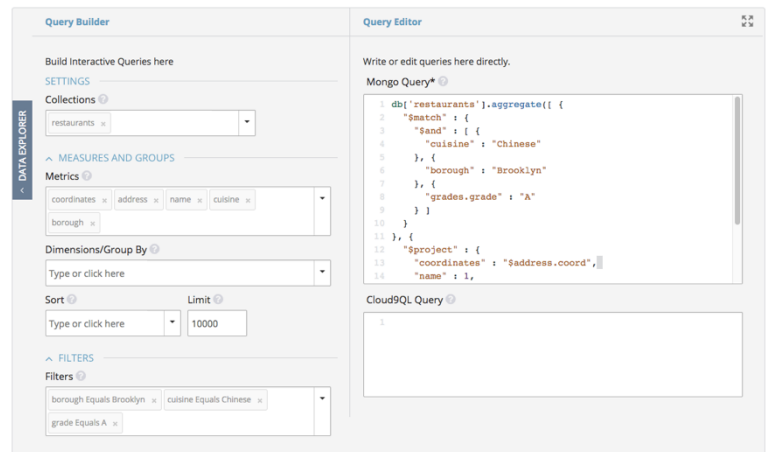 Query Builder
Build Interactive Queries here
SETTINGS
Collections ?
restaurants ×
MEASURES AND GROUPS
Metrics ?
coordinates × address × name × cuisine ×
borough ×
Dimensions/Group By ?
Type or click here
Sort ? Limit ?
Type or click here 10000
FILTERS
Filters ?
borough Equals Brooklyn × cuisine Equals Chinese ×
grade Equals A ×
DATA EXPLORER
Query Editor
Write or edit queries here directly.
Mongo Query* ?
1 db['restaurants'].aggregate([ {
2 "$match" : {
3 "$and" : [ {
4 "cuisine" : "Chinese"
5 }, {
6 "borough" : "Brooklyn"
7 }, {
8 "grades.grade" : "A"
9 } ]
10 }
11 }, {
12 "$project" : {
13 "coordinates" : "$address.coord",
14 "name" : 1,
Cloud9QL Query ?
1